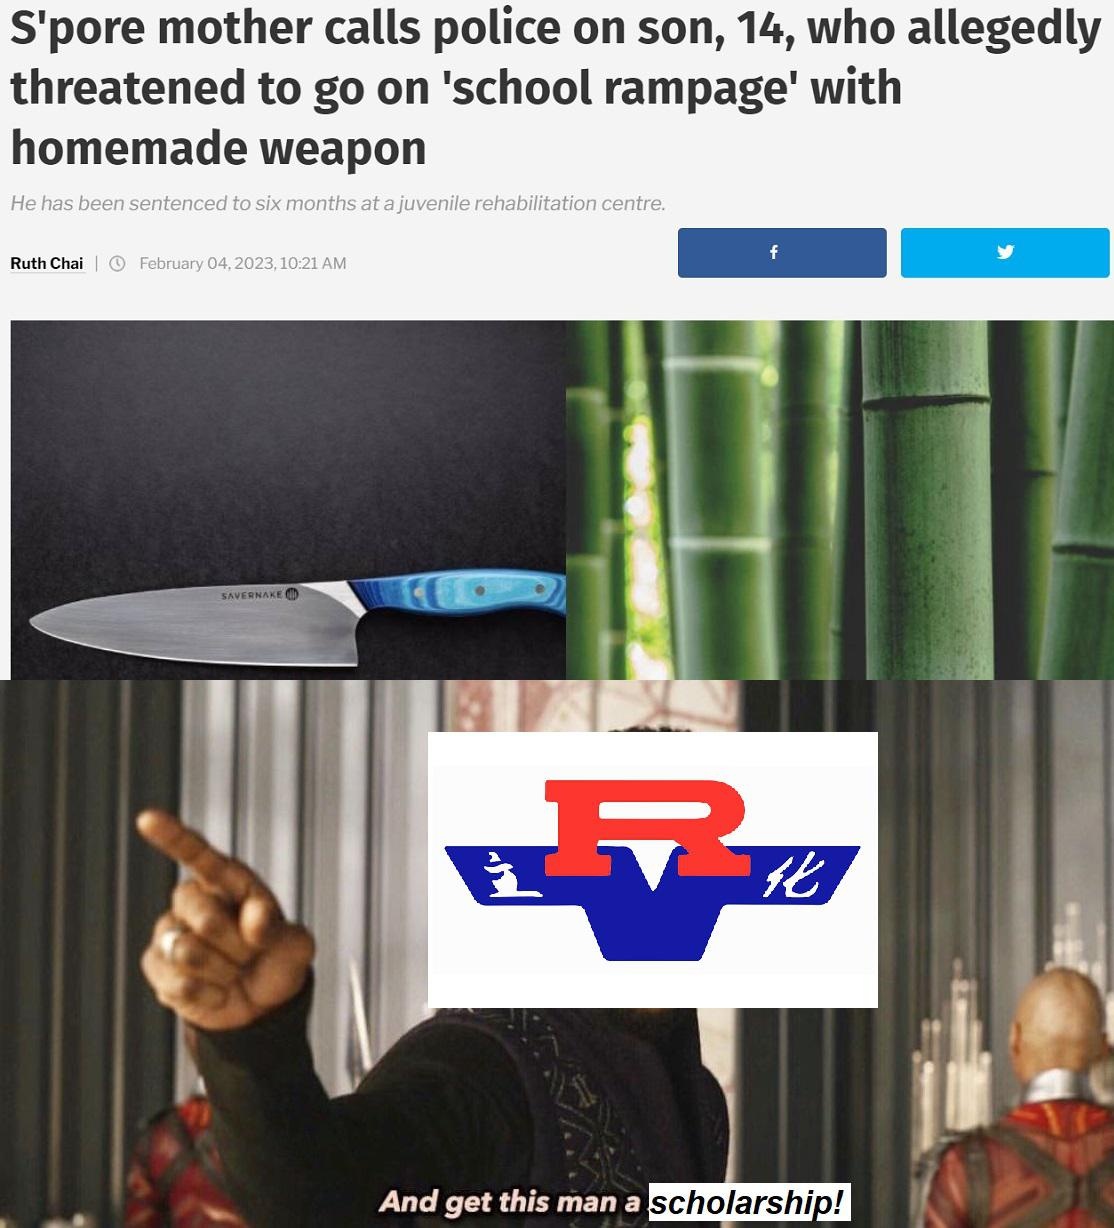 S'pore mother calls police on son, 14, who allegedly
threatened to go on 'school rampage' with
homemade weapon
He has been sentenced to six months at a juvenile rehabilitation centre.
Ruth Chai | February 04, 2023, 10:21 AM
f
SAVERNAKE
R
立 V 化
And get this man a scholarship!